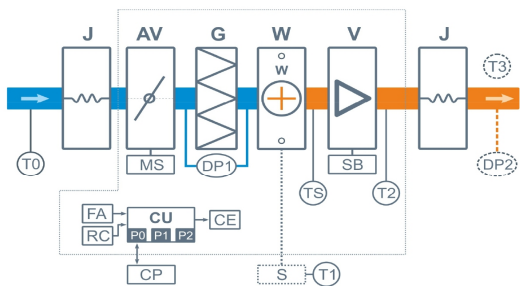 J AV G W V J
W
T3
T0 MS DP1 TS SB T2 DP2
FA CU CE
RC P0 P1 P2
CP S T1